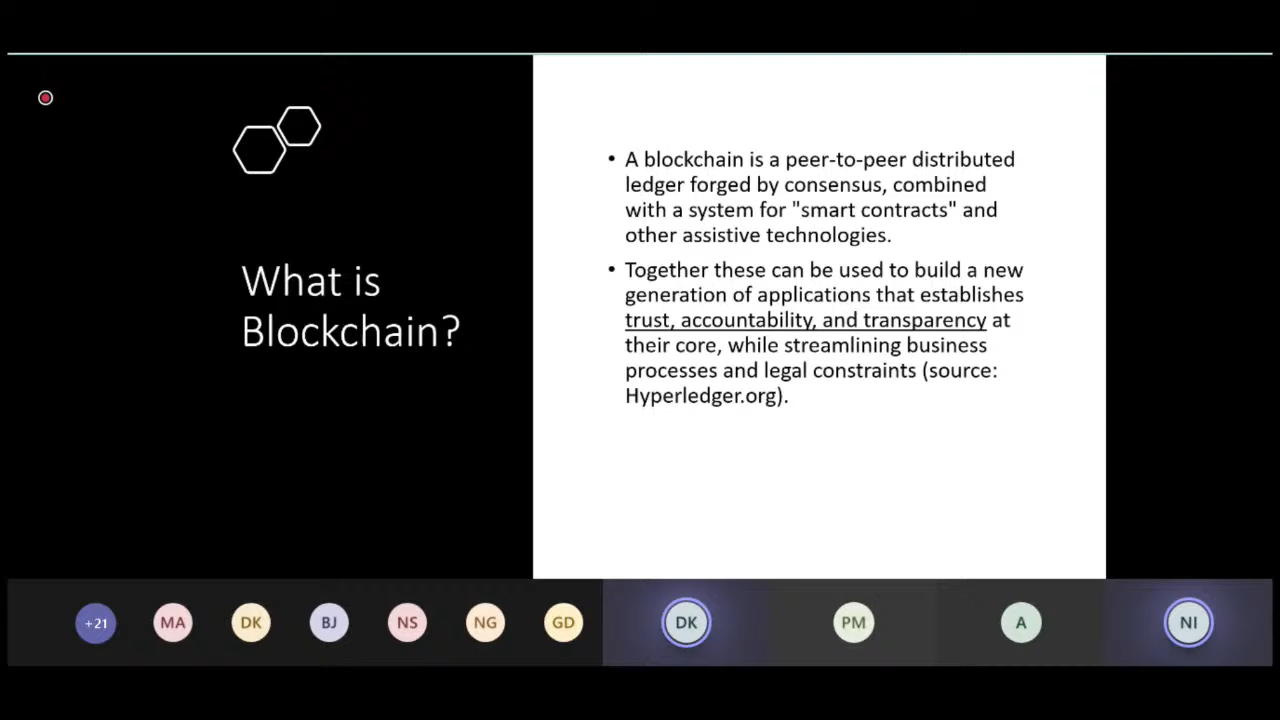 What is
Blockchain?
• A blockchain is a peer-to-peer distributed
ledger forged by consensus, combined
with a system for "smart contracts" and
other assistive technologies.
• Together these can be used to build a new
generation of applications that establishes
trust, accountability, and transparency at
their core, while streamlining business
processes and legal constraints (source:
Hyperledger.org).
+21 MA DK BJ NS NG GD DK PM A NI